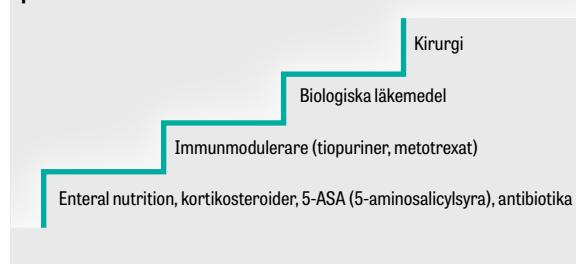 Kirurgi
Biologiska läkemedel
Immunmodulerare (tiopuriner, metotrexat)
Enteral nutrition, kortikosteroider, 5-ASA (5-aminosalicylsyra), antibiotika